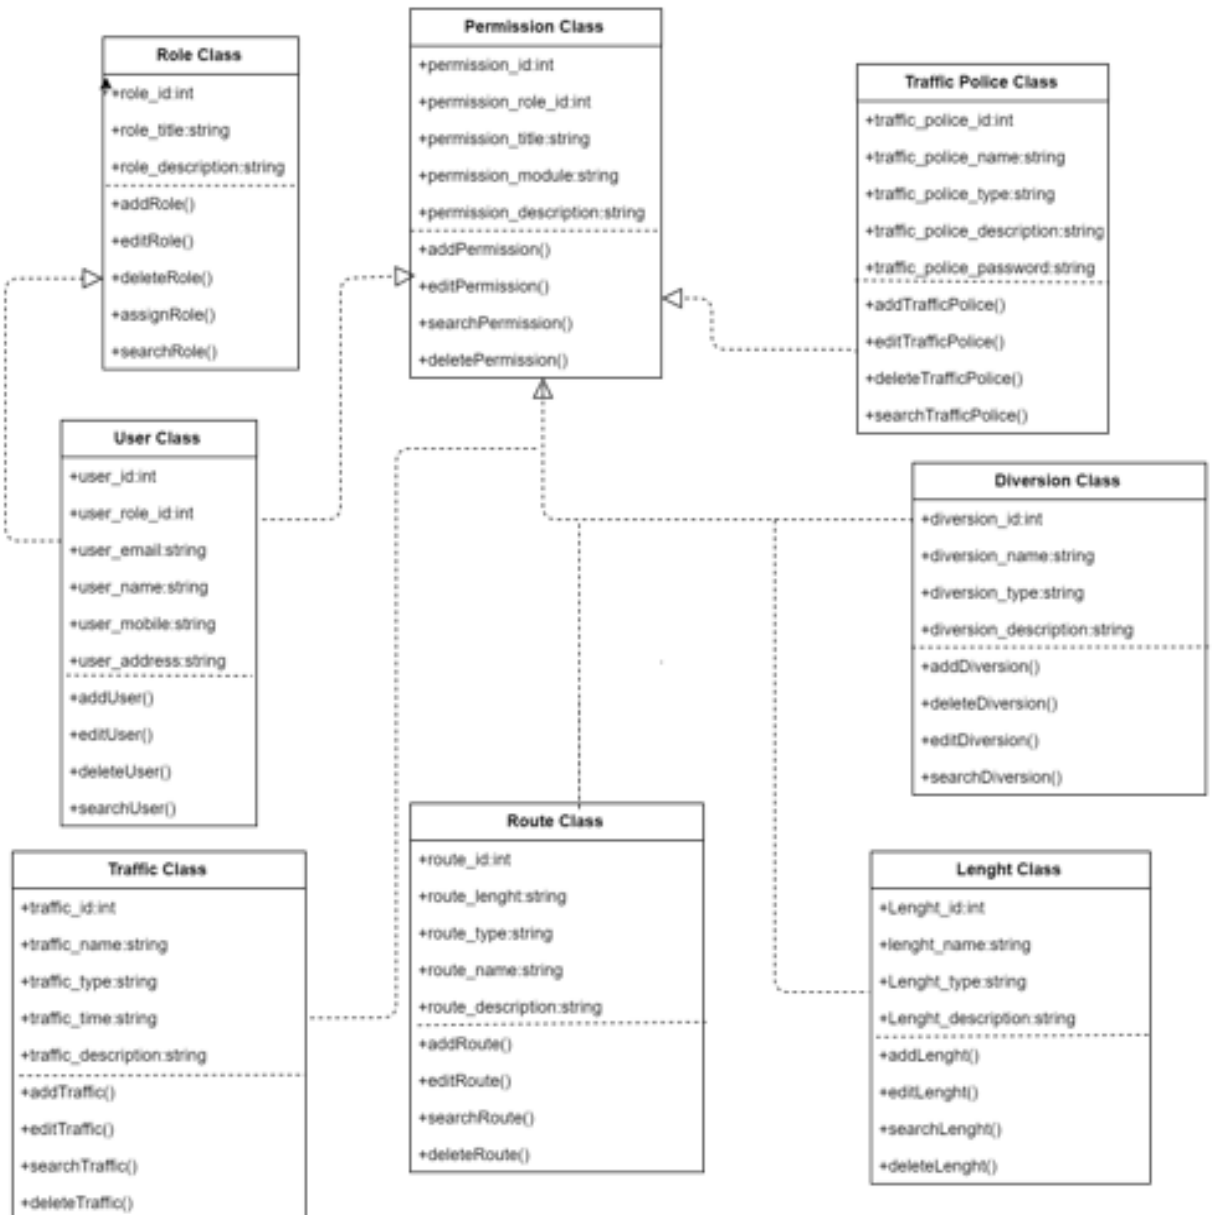 Role Class
+role_id:int
+role_title:string
+role_description:string
+addRole()
+editRole()
+deleteRole()
+assignRole()
+searchRole()
Permission Class
+permission_id:int
+permission_role_id:int
+permission_title:string
+permission_module:string
+permission_description:string
+addPermission()
+editPermission()
+searchPermission()
+deletePermission()
Traffic Police Class
+traffic_police_id:int
+traffic_police_name:string
+traffic_police_type:string
+traffic_police_description:string
+traffic_police_password:string
+addTrafficPolice()
+editTrafficPolice()
+deleteTrafficPolice()
+searchTrafficPolice()
User Class
+user_id:int
+user_role_id:int
+user_email:string
+user_name:string
+user_mobile:string
+user_address:string
+addUser()
+editUser()
+deleteUser()
+searchUser()
Diversion Class
+diversion_id:int
+diversion_name:string
+diversion_type:string
+diversion_description:string
+addDiversion()
+deleteDiversion()
+editDiversion()
+searchDiversion()
Traffic Class
+traffic_id:int
+traffic_name:string
+traffic_type:string
+traffic_time:string
+traffic_description:string
+addTraffic()
+editTraffic()
+searchTraffic()
+deleteTraffic()
Route Class
+route_id:int
+route_lenght:string
+route_type:string
+route_name:string
+route_description:string
+addRoute()
+editRoute()
+searchRoute()
+deleteRoute()
Lenght Class
+Lenght_id:int
+lenght_name:string
+Lenght_type:string
+Lenght_description:string
+addLenght()
+editLenght()
+searchLenght()
+deleteLenght()